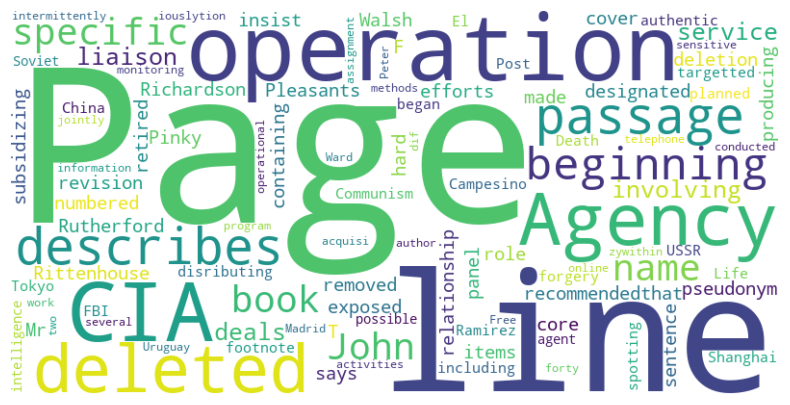 intermittently iouslytion insist Walsh El cover authentic
specific operation service
Soviet liaison assignment F Post sensitive
monitoring Peter deletion targetted
China Richardson Pleasants methods efforts designated producing
jointly retired began made planned
Page passage
subsidizing Pinky operational containing hard dif Death telephone conducted
information Ward beginning
revision Communism Campesino involving
numbered Rutherford program Agency
describes acquisi author role zywithin USSR
Rittenhouse disributing panel forgery name online Life
Tokyo CIA book removed relationship recommendedthat pseudonym
work FBI exposed items core
Mr two several deals possible Ramirez Free sentence
intelligence footnote Madrid T John including agent spotting Shanghai
Uruguay activities forty
deleted says line